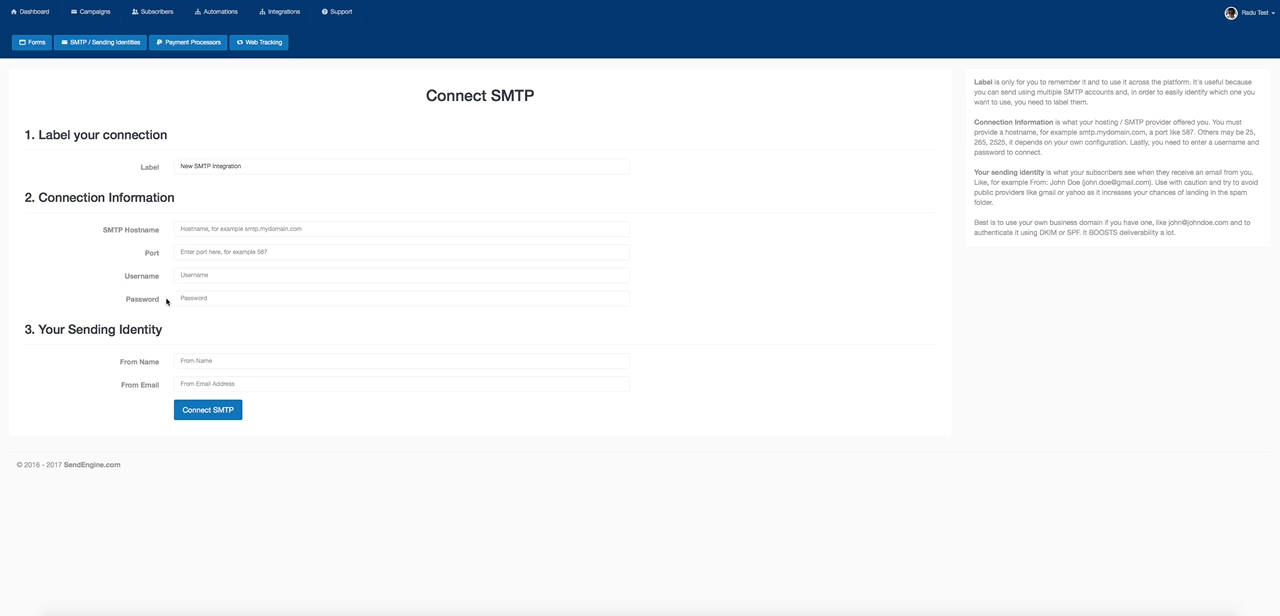 Dashboard
Campaigns
Subscribers
Automations
Integrations
Support
Radu Test
Forms
SMTP / Sending Identities
Payment Processors
Web Tracking
Connect SMTP
1. Label your connection
Label
New SMTP Integration
2. Connection Information
SMTP Hostname
Hostname, for example smtp.mydomain.com
Port
Enter port here, for example 587
Username
Username
Password
Password
3. Your Sending Identity
From Name
From Name
From Email
From Email Address
Connect SMTP
Label is only for you to remember it and to use it across the platform. It's useful because
you can send using multiple SMTP accounts and, in order to easily identify which one you
want to use, you need to label them.
Connection Information is what your hosting / SMTP provider offered you. You must
provide a hostname, for example smtp.mydomain.com, a port like 587. Others may be 25,
265, 2525, it depends on your own configuration. Lastly, you need to enter a username and
password to connect.
Your sending identity is what your subscribers see when they receive an email from you.
Like, for example From: John Doe (john.doe@gmail.com). Use with caution and try to avoid
public providers like gmail or yahoo as it increases your chances of landing in the spam
folder.
Best is to use your own business domain if you have one, like john@johndoe.com and to
authenticate it using DKIM or SPF. It BOOSTS deliverability a lot.
© 2016 - 2017 SendEngine.com